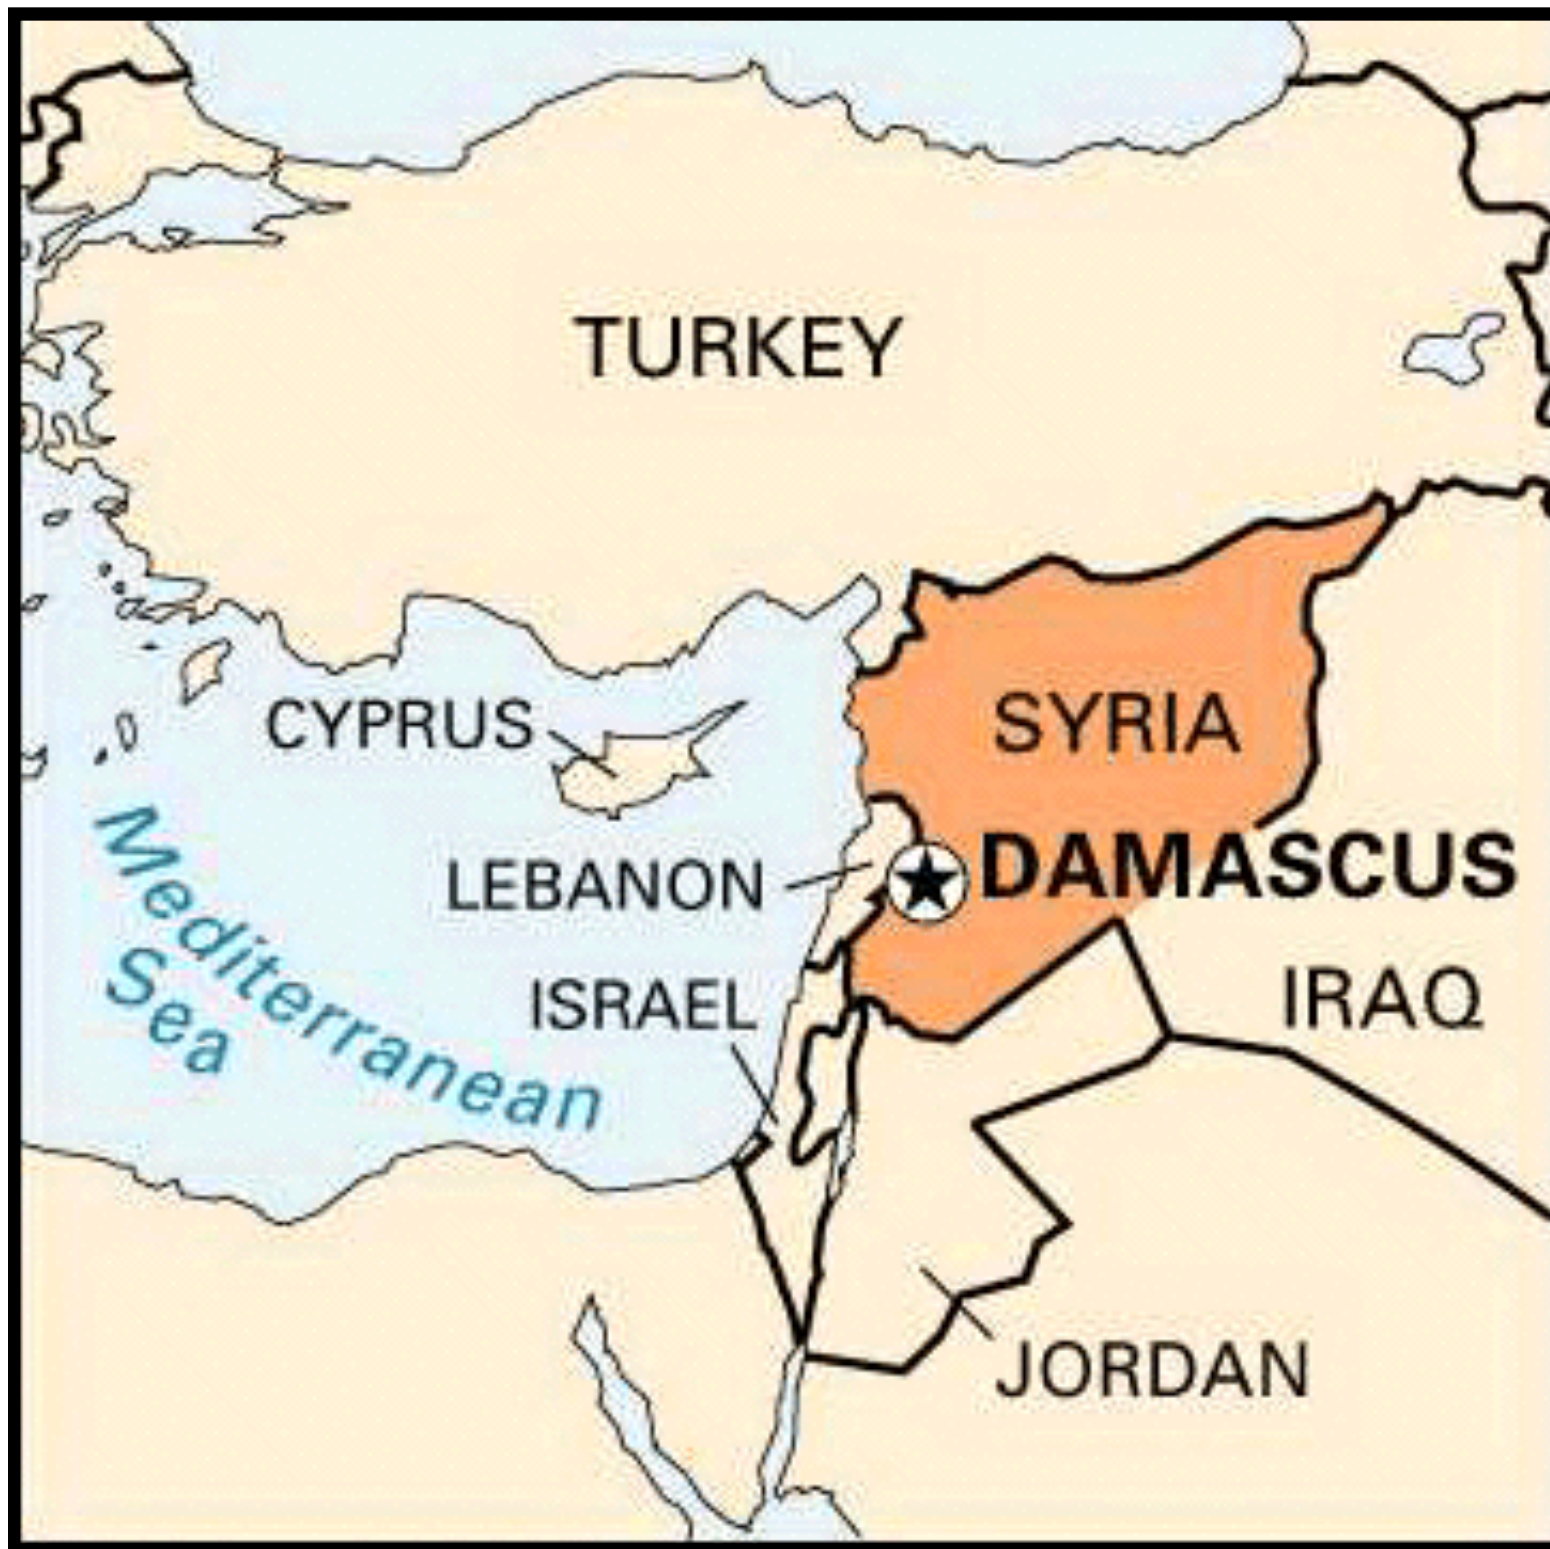 TURKEY
SYRIA
CYPRUS
DAMASCUS
LEBANON
Mediterranean
Sea
ISRAEL
IRAQ
JORDAN